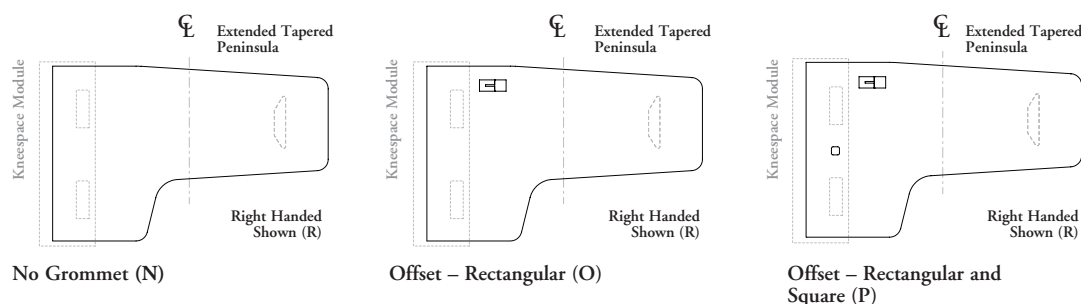 ℄
Extended Tapered
Peninsula
Kneespace Module
Right Handed
Shown (R)
No Grommet (N)
℄
Extended Tapered
Peninsula
Kneespace Module
Right Handed
Shown (R)
Offset – Rectangular (O)
℄
Extended Tapered
Peninsula
Kneespace Module
Right Handed
Shown (R)
Offset – Rectangular and
Square (P)